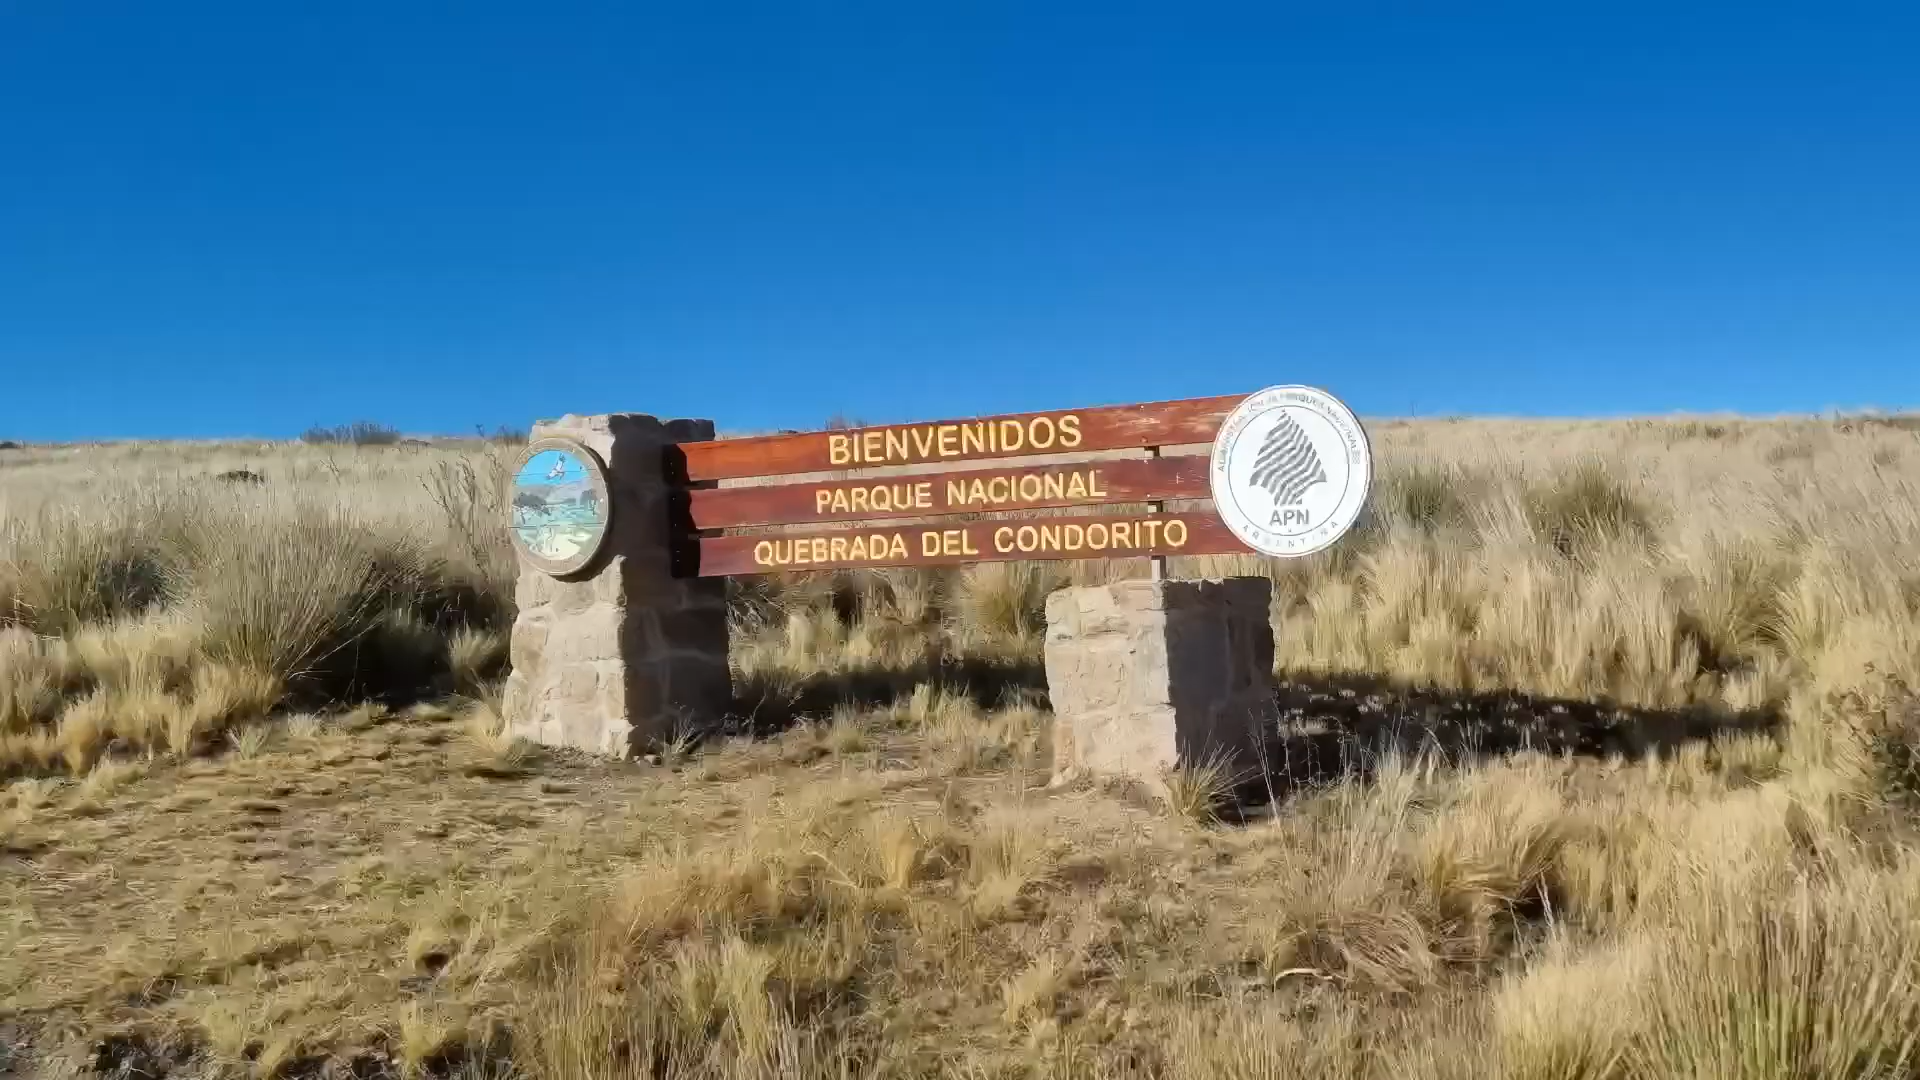 BIENVENIDOS
PARQUE NACIONAL
QUEBRADA DEL CONDORITO
APN
ARGENTINA